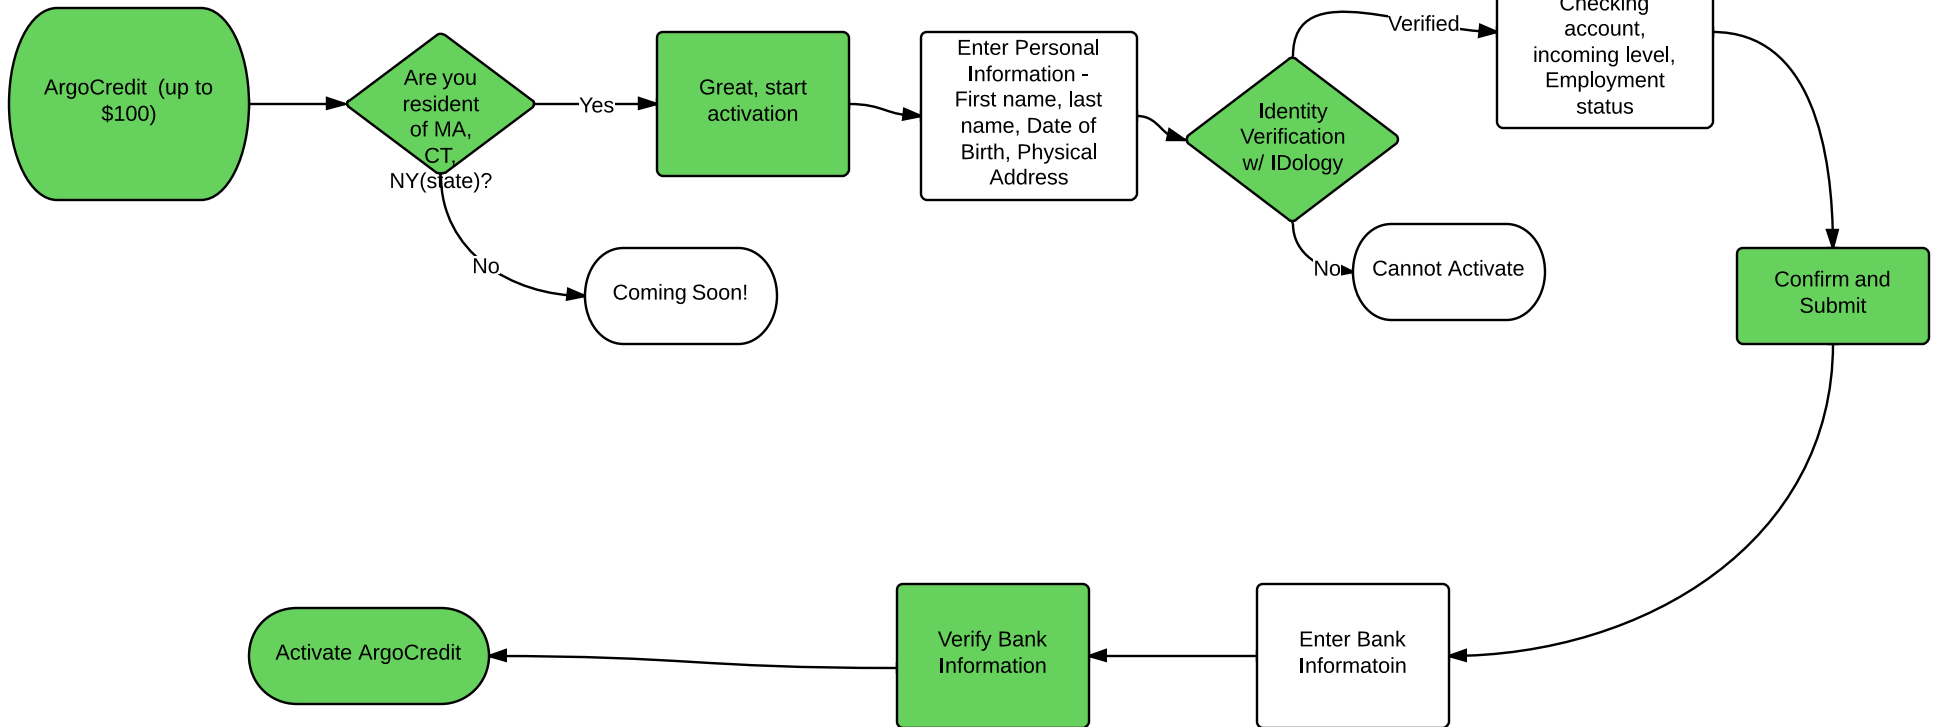 ArgoCredit (up to
$100)
Are you
resident
of MA,
CT,
NY(state)?
Yes
No
Great, start
activation
Coming Soon!
Enter Personal
Information -
First name, last
name, Date of
Birth, Physical
Address
Identity
Verification
w/ IDology
Verified
No
Cannot Activate
Checking
account,
incoming level,
Employment
status
Confirm and
Submit
Enter Bank
Informatoin
Verify Bank
Information
Activate ArgoCredit